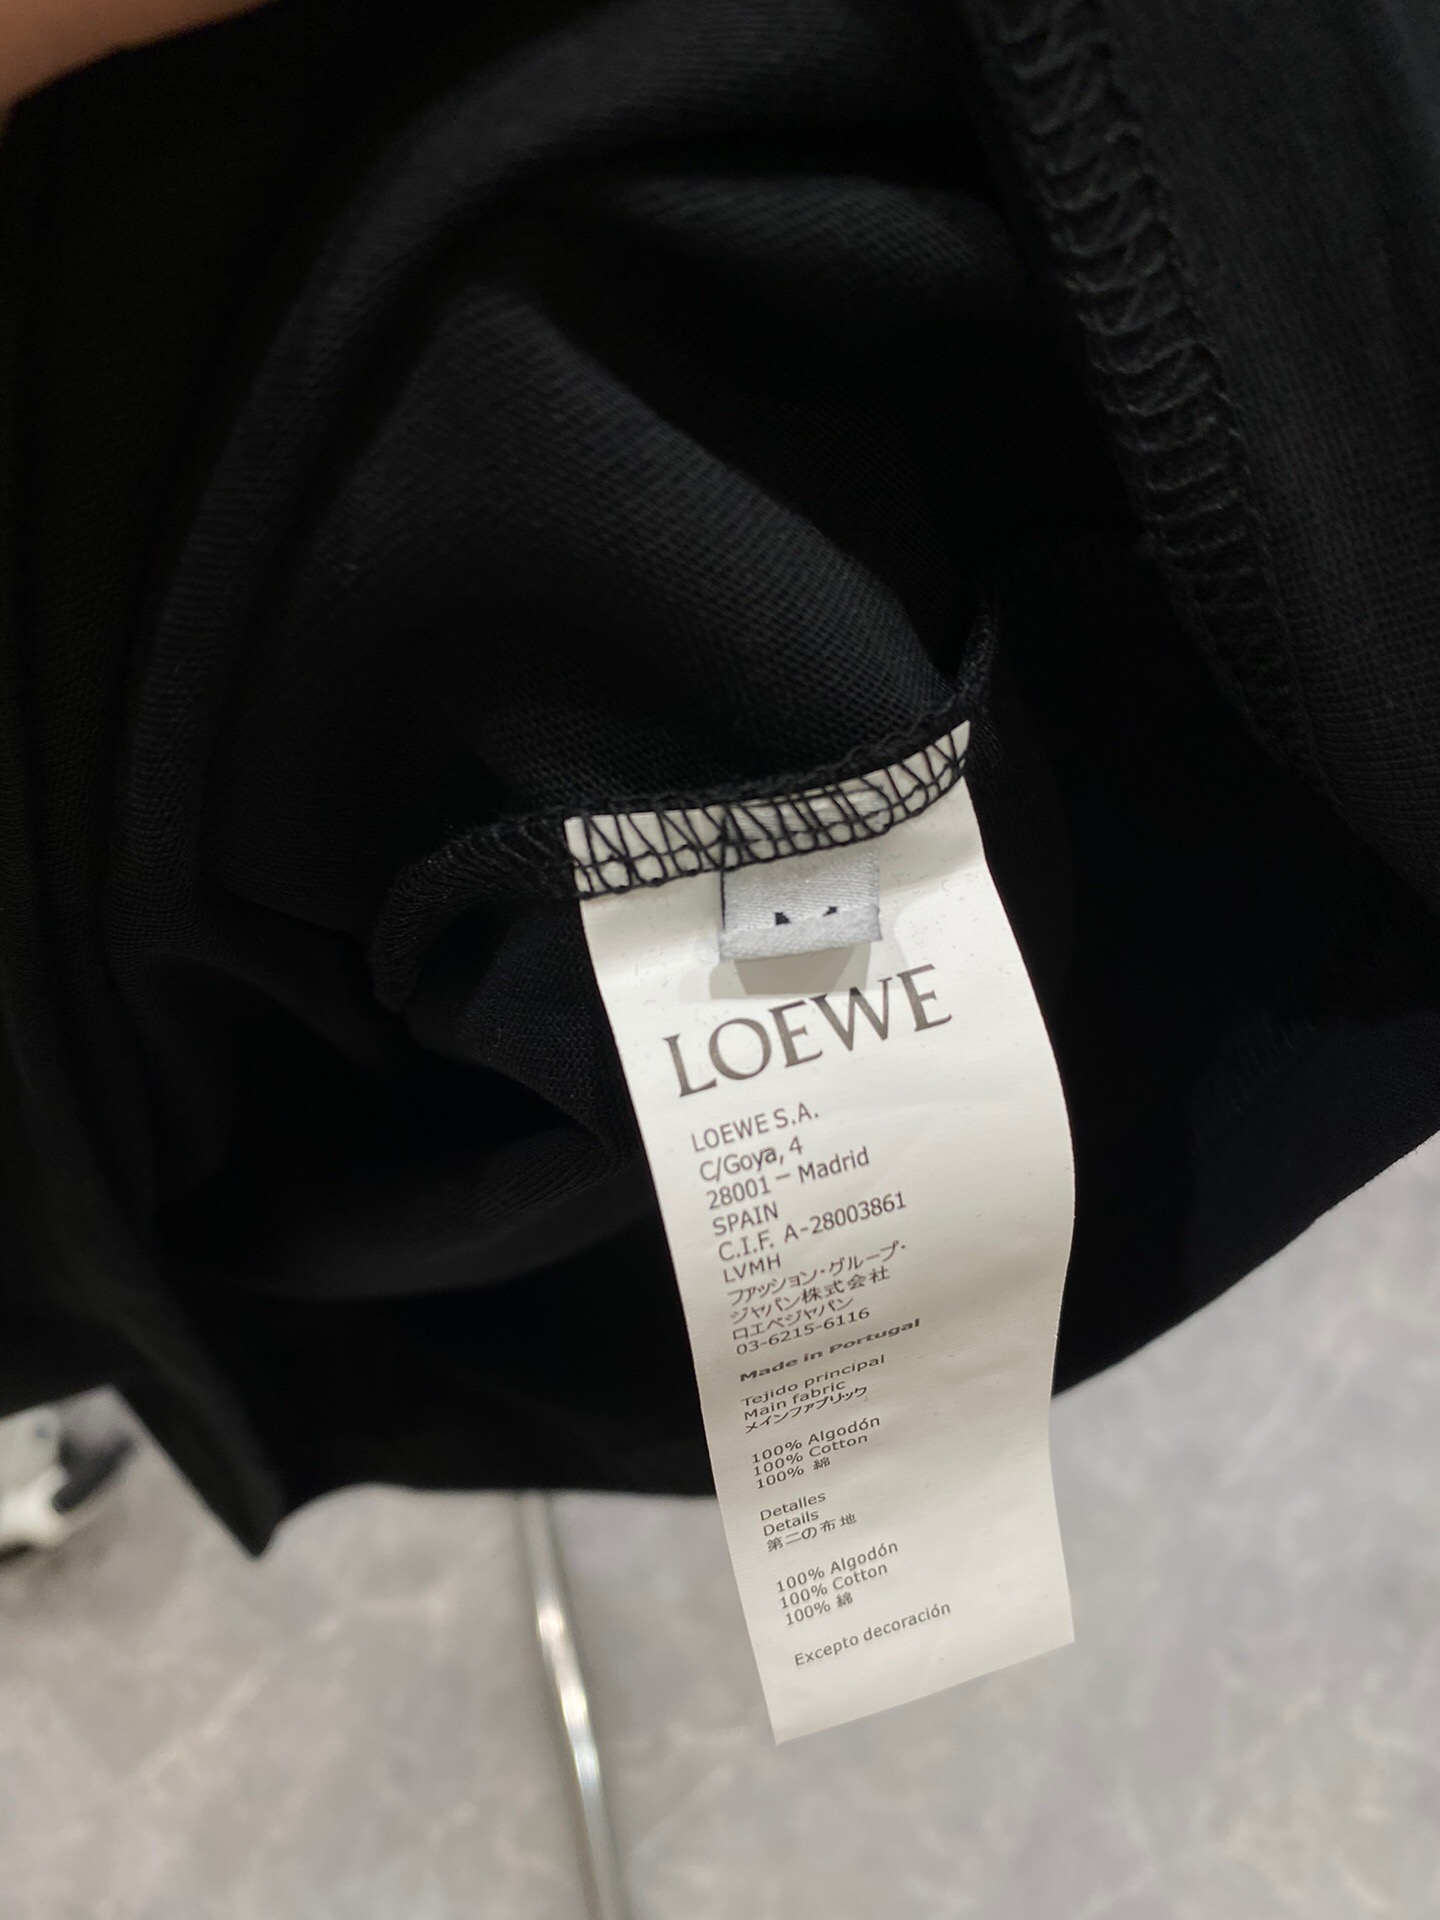 LOEWE
LOEWE S.A.
C/Goya, 4
28001 – Madrid
SPAIN
C.I.F. A-28003861
LVMH
ファッション・グループ・
ジャパン株式会社
ロエベジャパン
03-6215-6116
Made in Portugal
Tejido principal
Main fabric
メインファブリック
100% Algodón
100% Cotton
100% 綿
Detalles
Details
第二の布地
100% Algodón
100% Cotton
100% 綿
Excepto decoración